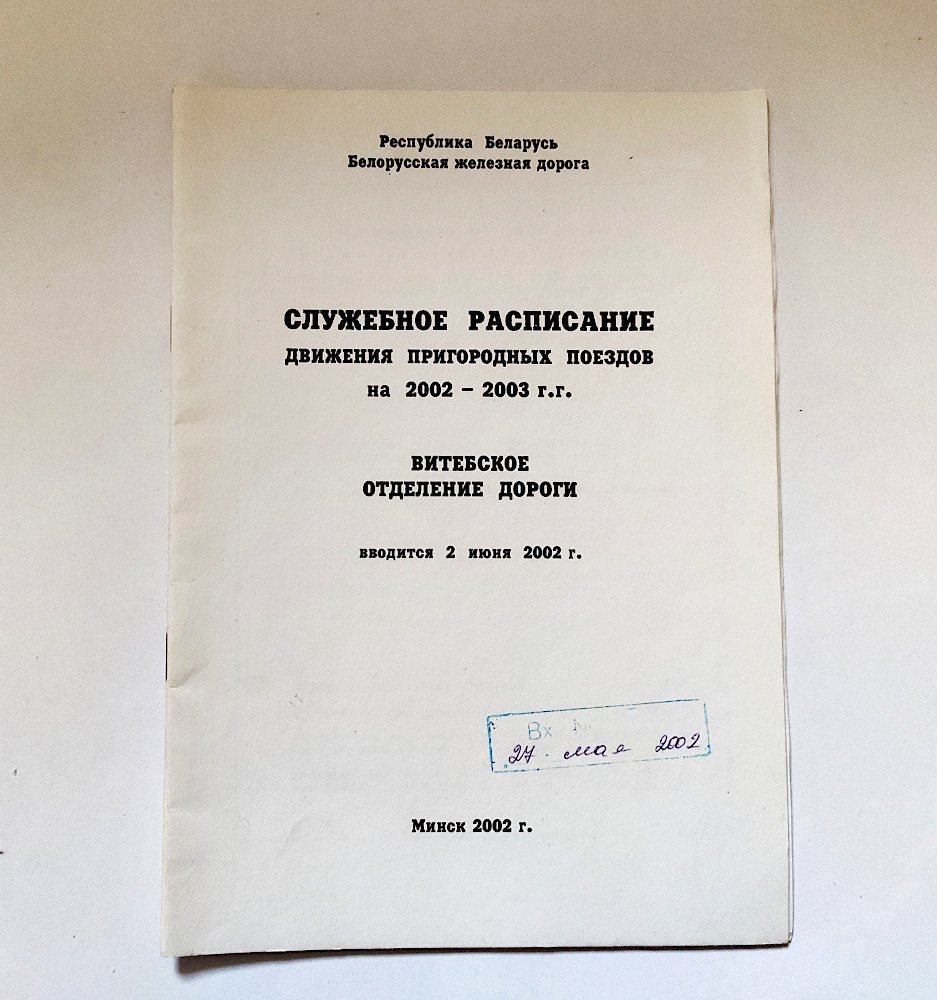 Республика Беларусь
Белорусская железная дорога
СЛУЖЕБНОЕ РАСПИСАНИЕ
ДВИЖЕНИЯ ПРИГОРОДНЫХ ПОЕЗДОВ
на 2002 – 2003 г.г.
ВИТЕБСКОЕ
ОТДЕЛЕНИЕ ДОРОГИ
вводится 2 июня 2002 г.
Вх
27 мая 2002
Минск 2002 г.